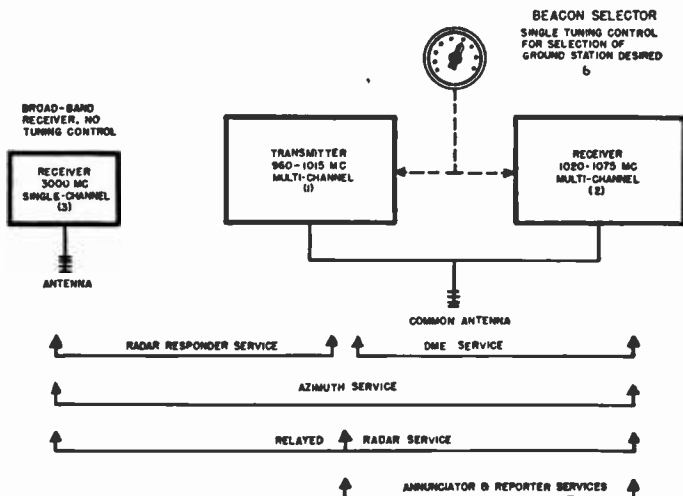 BEACON SELECTOR
SINGLE TUNING CONTROL
FOR SELECTION OF
GROUND STATION DESIRED
6
BROAD-BAND
RECEIVER, NO
TUNING CONTROL
RECEIVER
3000 MC
SINGLE-CHANNEL
(3)
TRANSMITTER
960-1015 MC
MULTI-CHANNEL
(1)
RECEIVER
1020-1075 MC
MULTI-CHANNEL
(2)
ANTENNA
COMMON ANTENNA
RADAR RESPONDER SERVICE
DME SERVICE
AZIMUTH SERVICE
RELAYED RADAR SERVICE
ANNUNCIATOR & REPORTER SERVICES